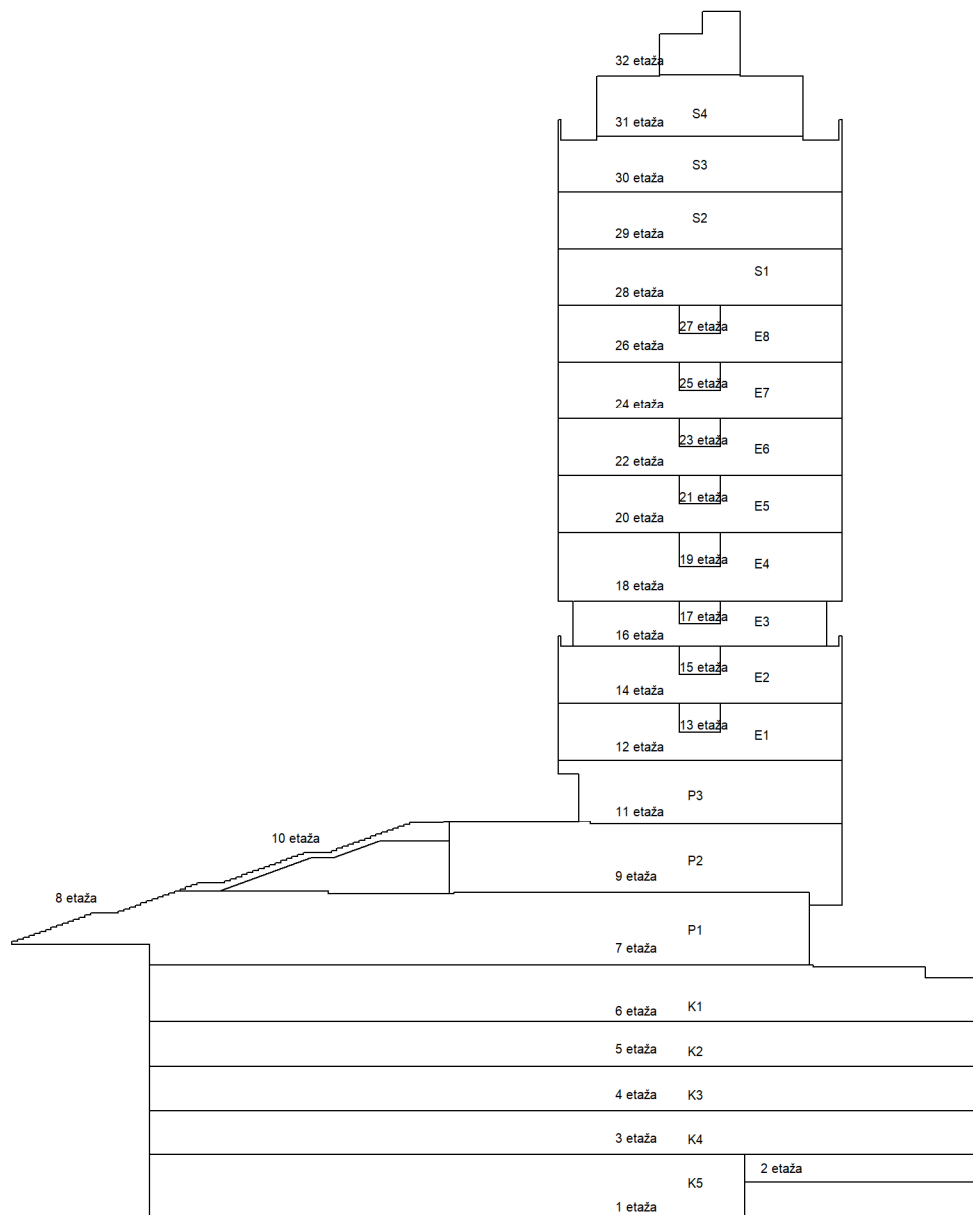 32 etaža
S4
31 etaža
S3
30 etaža
S2
29 etaža
S1
28 etaža
27 etaža
E8
26 etaža
25 etaža
E7
24 etaža
23 etaža
E6
22 etaža
21 etaža
E5
20 etaža
19 etaža
E4
18 etaža
17 etaža
E3
16 etaža
15 etaža
E2
14 etaža
13 etaža
E1
12 etaža
P3
11 etaža
10 etaža
P2
9 etaža
8 etaža
P1
7 etaža
K1
6 etaža
5 etaža
K2
4 etaža
K3
3 etaža
K4
2 etaža
K5
1 etaža